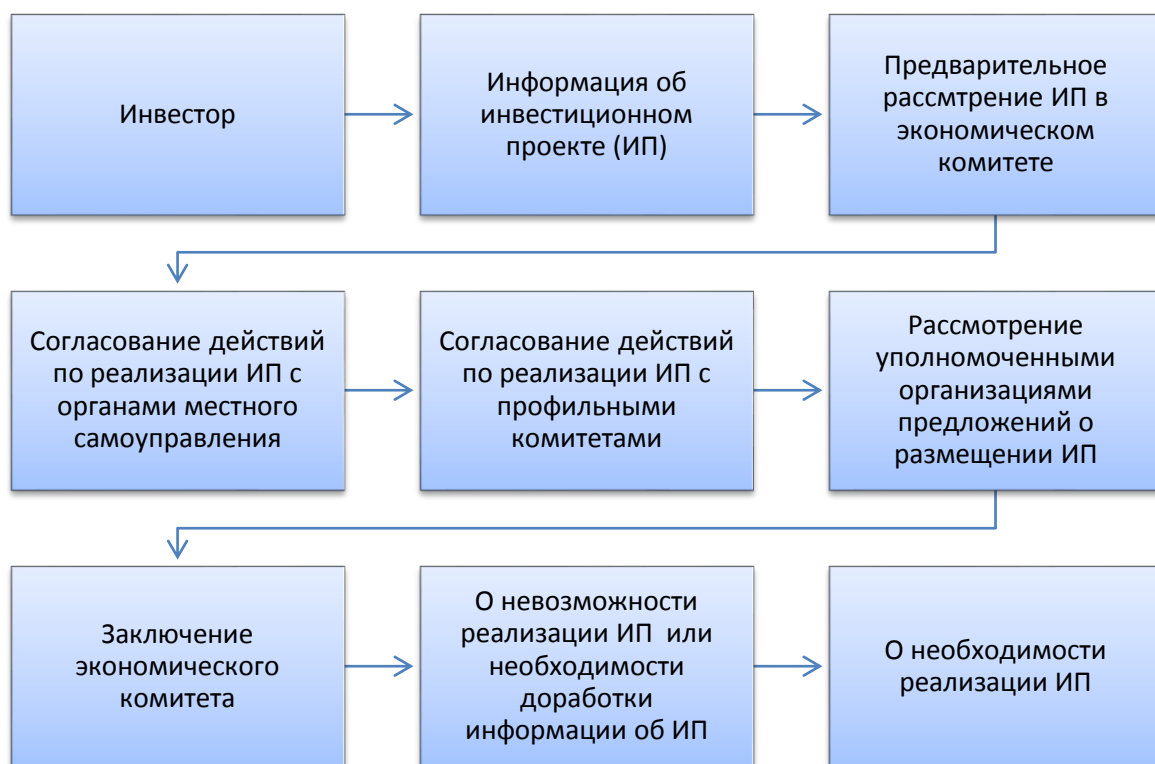 Инвестор
Информация об
инвестиционном
проекте (ИП)
Предварительное
рассмтрение ИП в
экономическом
комитете
Согласование действий
по реализации ИП с
органами местного
самоуправления
Согласование действий
по реализации ИП с
профильными
комитетами
Рассмотрение
уполномоченными
организациями
предложений о
размещении ИП
Заключение
экономического
комитета
О невозможности
реализации ИП или
необходимости
доработки
информации об ИП
О необходимости
реализации ИП